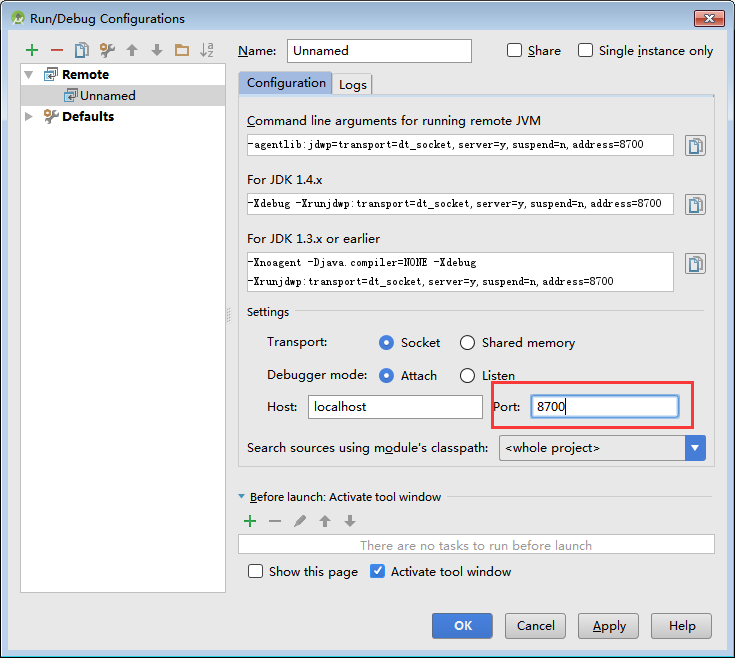 Run/Debug Configurations
Name: Unnamed Share Single instance only
Remote
Unnamed
Defaults
Configuration Logs
Command line arguments for running remote JVM
-agentlib:jdwp=transport=dt_socket,server=y,suspend=n,address=8700
For JDK 1.4.x
-Xdebug -Xrunjdwp:transport=dt_socket,server=y,suspend=n,address=8700
For JDK 1.3.x or earlier
-Xnoagent -Djava.compiler=NONE -Xdebug
-Xrunjdwp:transport=dt_socket,server=y,suspend=n,address=8700
Settings
Transport: Socket Shared memory
Debugger mode: Attach Listen
Host: localhost Port: 8700
Search sources using module's classpath: <whole project>
Before launch: Activate tool window
There are no tasks to run before launch
Show this page Activate tool window
OK Cancel Apply Help